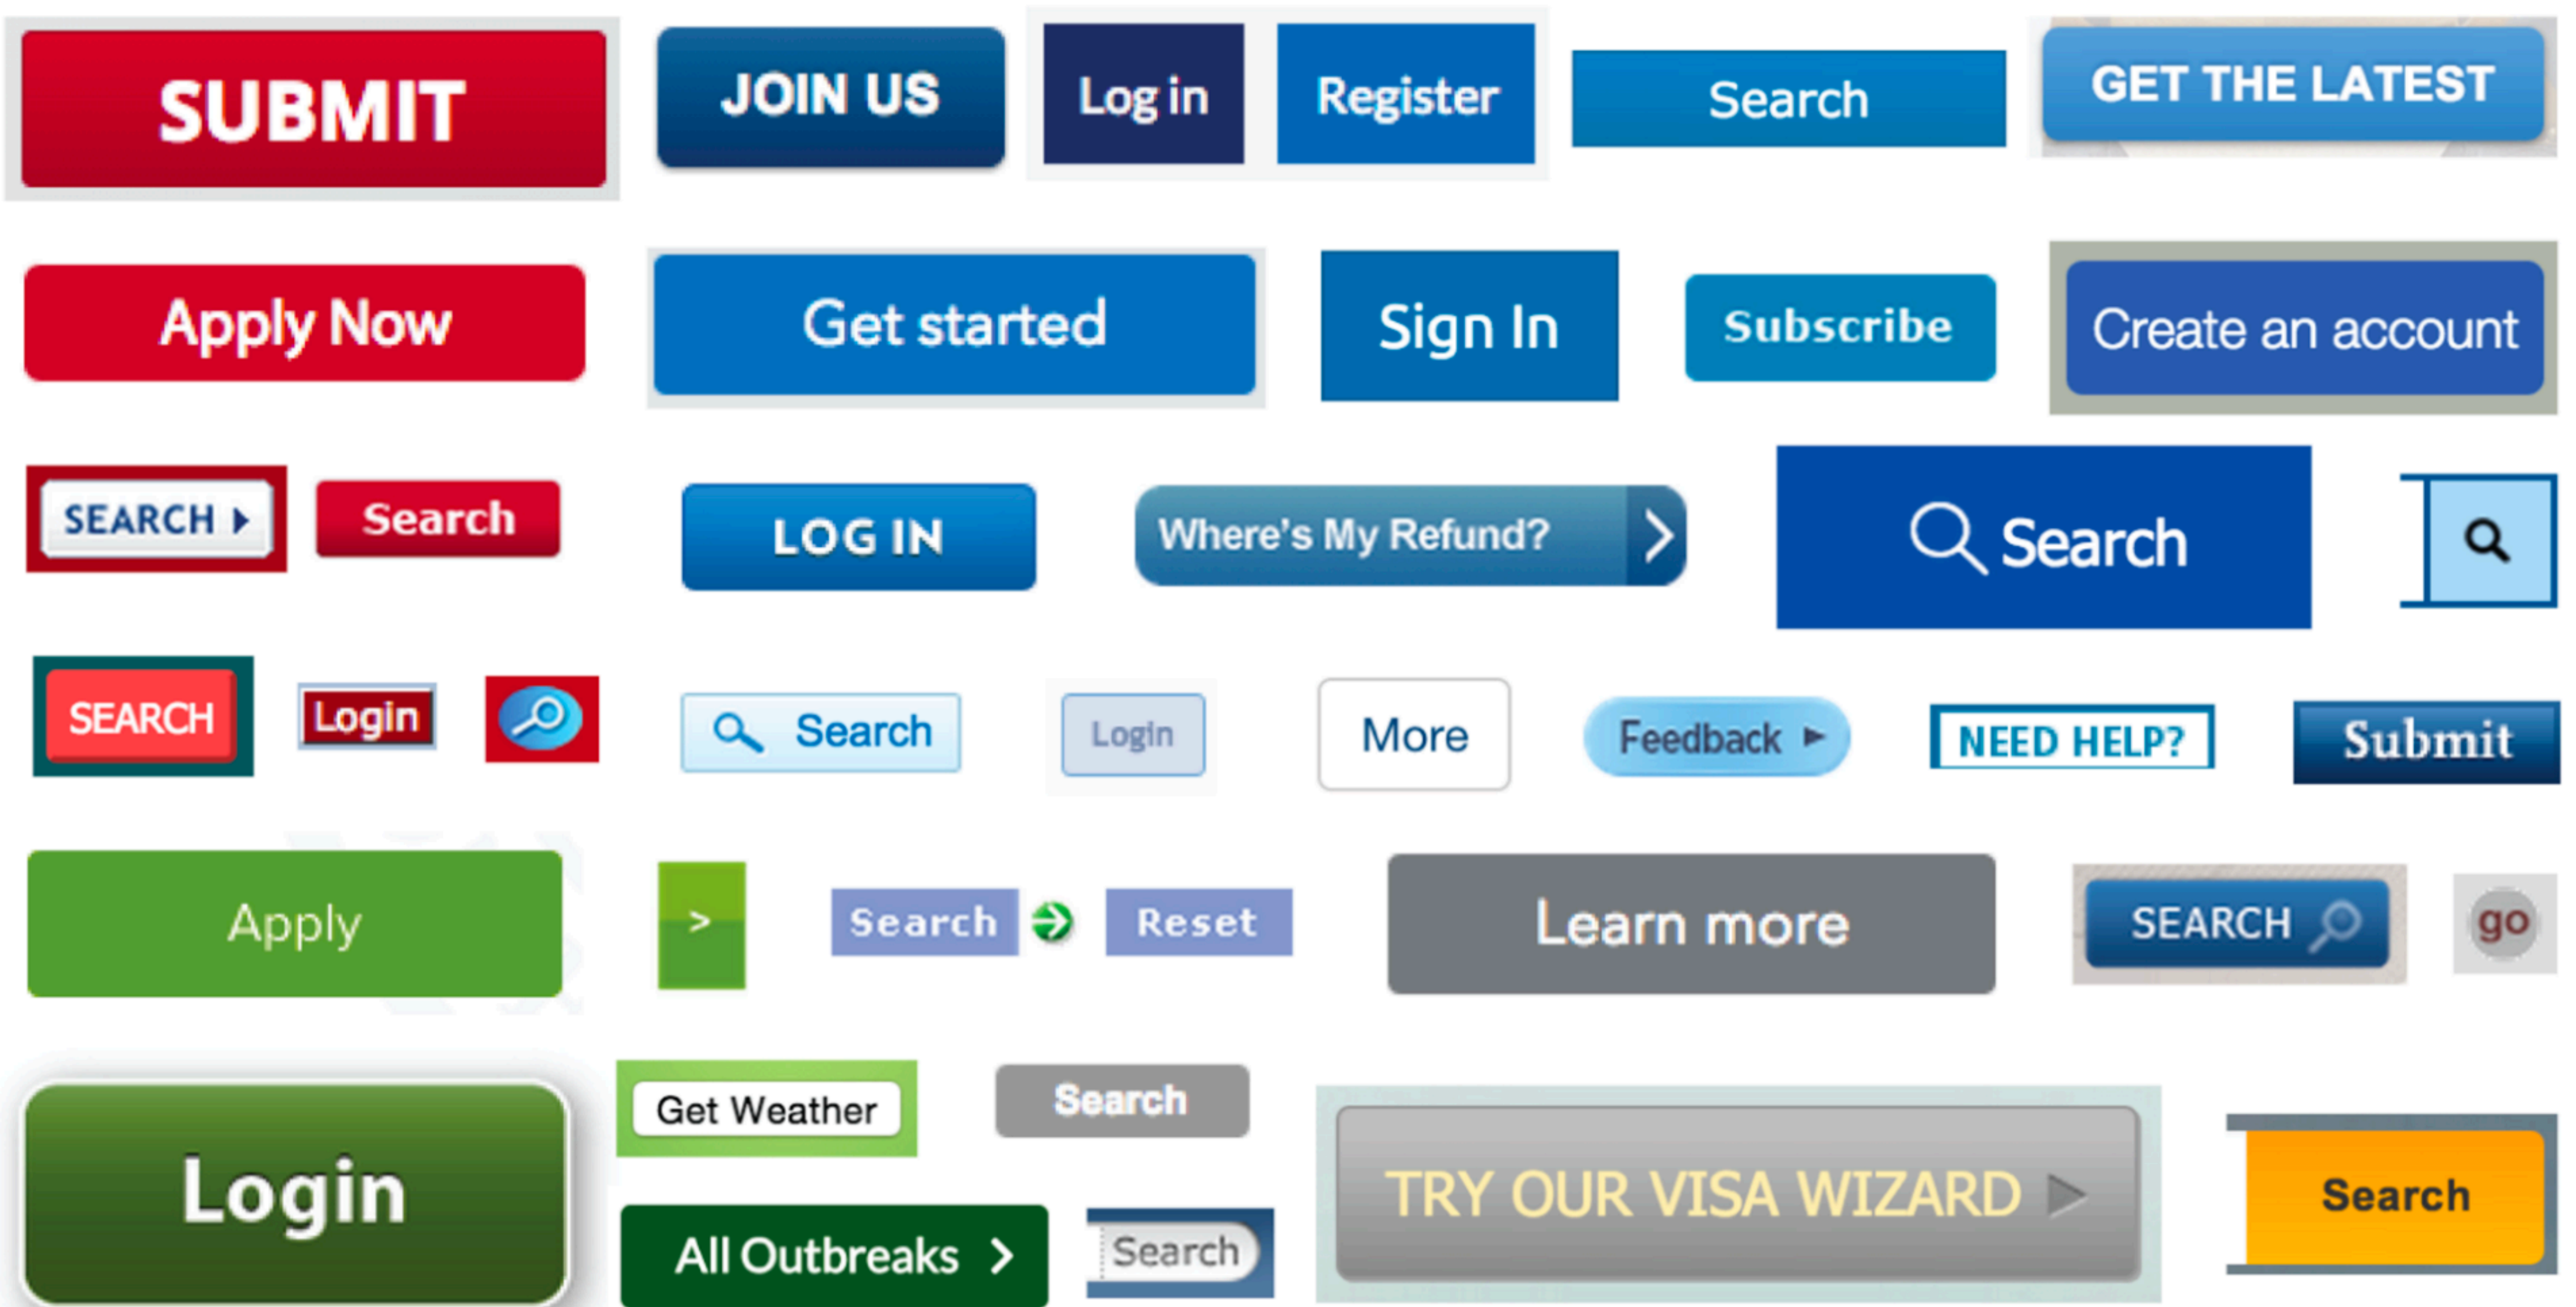 SUBMIT
JOIN US
Log in
Register
Search
GET THE LATEST
Apply Now
Get started
Sign In
Subscribe
Create an account
SEARCH
Search
LOG IN
Where's My Refund?
Search
SEARCH
Login
Search
Login
More
Feedback
NEED HELP?
Submit
Apply
>
Search
Reset
Learn more
SEARCH
go
Login
Get Weather
Search
All Outbreaks
Search
TRY OUR VISA WIZARD
Search